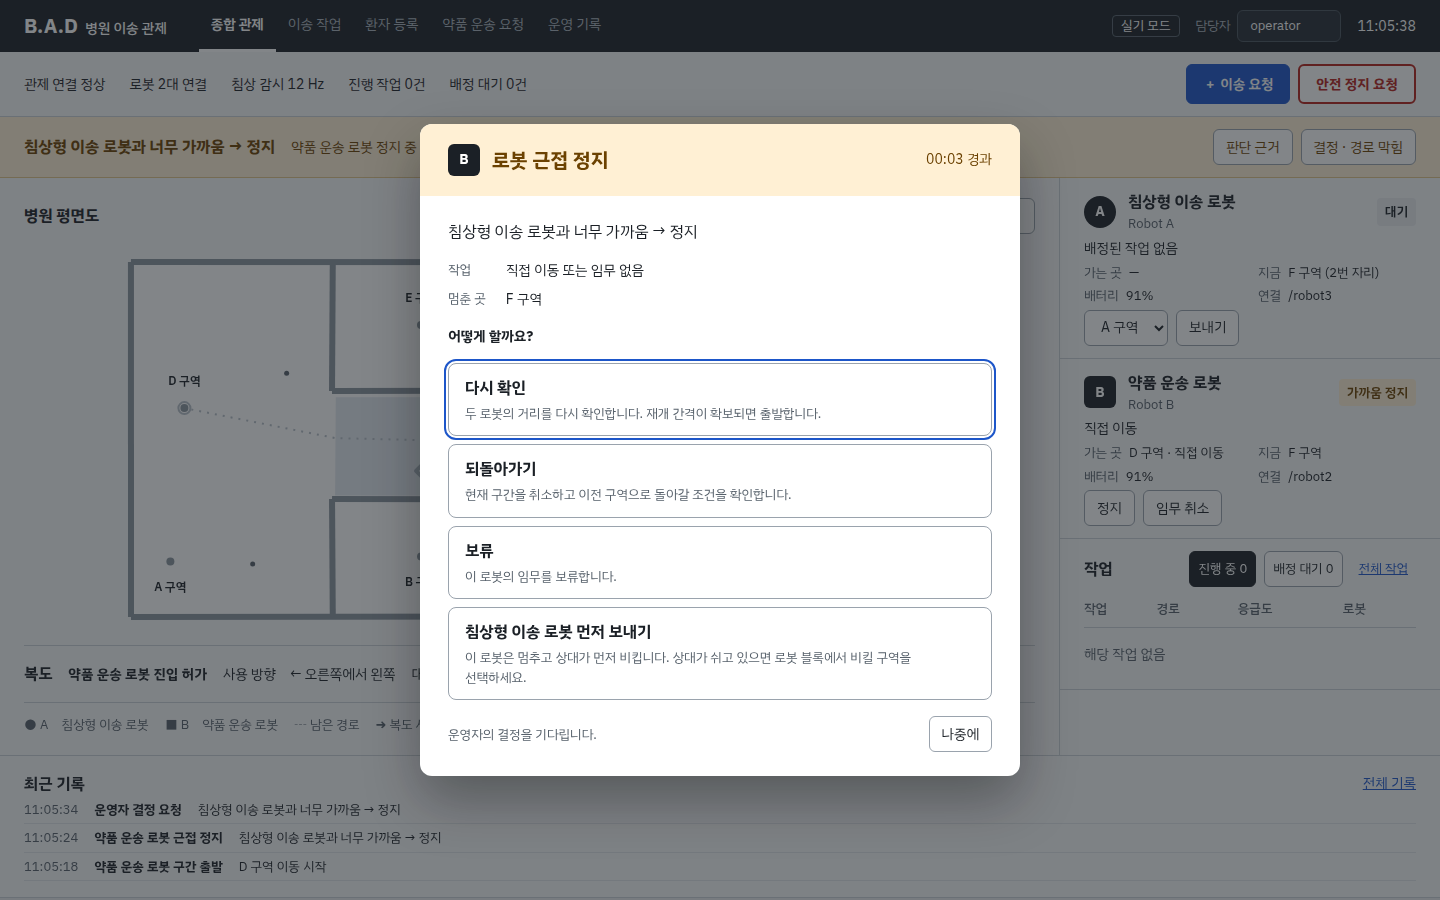 B.A.D 병원 이송 관제
종합 관제
이송 작업
환자 등록
약품 운송 요청
운영 기록
실기 모드
담당자
operator
11:05:38
관제 연결 정상
로봇 2대 연결
침상 감시 12 Hz
진행 작업 0건
배정 대기 0건
+ 이송 요청
안전 정지 요청
침상형 이송 로봇과 너무 가까움 → 정지
약품 운송 로봇 정지 중
판단 근거
결정 · 경로 막힘
병원 평면도
D 구역
A 구역
복도
약품 운송 로봇 진입 허가
사용 방향
← 오른쪽에서 왼쪽
● A 침상형 이송 로봇
■ B 약품 운송 로봇
남은 경로
B
로봇 근접 정지
00:03 경과
침상형 이송 로봇과 너무 가까움 → 정지
작업 직접 이동 또는 임무 없음
멈춘 곳 F 구역
어떻게 할까요?
다시 확인
두 로봇의 거리를 다시 확인합니다. 재개 간격이 확보되면 출발합니다.
되돌아가기
현재 구간을 취소하고 이전 구역으로 돌아갈 조건을 확인합니다.
보류
이 로봇의 임무를 보류합니다.
침상형 이송 로봇 먼저 보내기
이 로봇은 멈추고 상대가 먼저 비킵니다. 상대가 쉬고 있으면 로봇 블록에서 비킬 구역을
선택하세요.
운영자의 결정을 기다립니다.
나중에
A
침상형 이송 로봇
Robot A
대기
배정된 작업 없음
가는 곳 —
지금 F 구역 (2번 자리)
배터리 91%
연결 /robot3
A 구역
보내기
B
약품 운송 로봇
Robot B
가까움 정지
직접 이동
가는 곳 D 구역 · 직접 이동
지금 F 구역
배터리 91%
연결 /robot2
정지
임무 취소
작업
진행 중 0
배정 대기 0
전체 작업
작업 경로 응급도 로봇
해당 작업 없음
최근 기록
전체 기록
11:05:34 운영자 결정 요청 침상형 이송 로봇과 너무 가까움 → 정지
11:05:24 약품 운송 로봇 근접 정지 침상형 이송 로봇과 너무 가까움 → 정지
11:05:18 약품 운송 로봇 구간 출발 D 구역 이동 시작